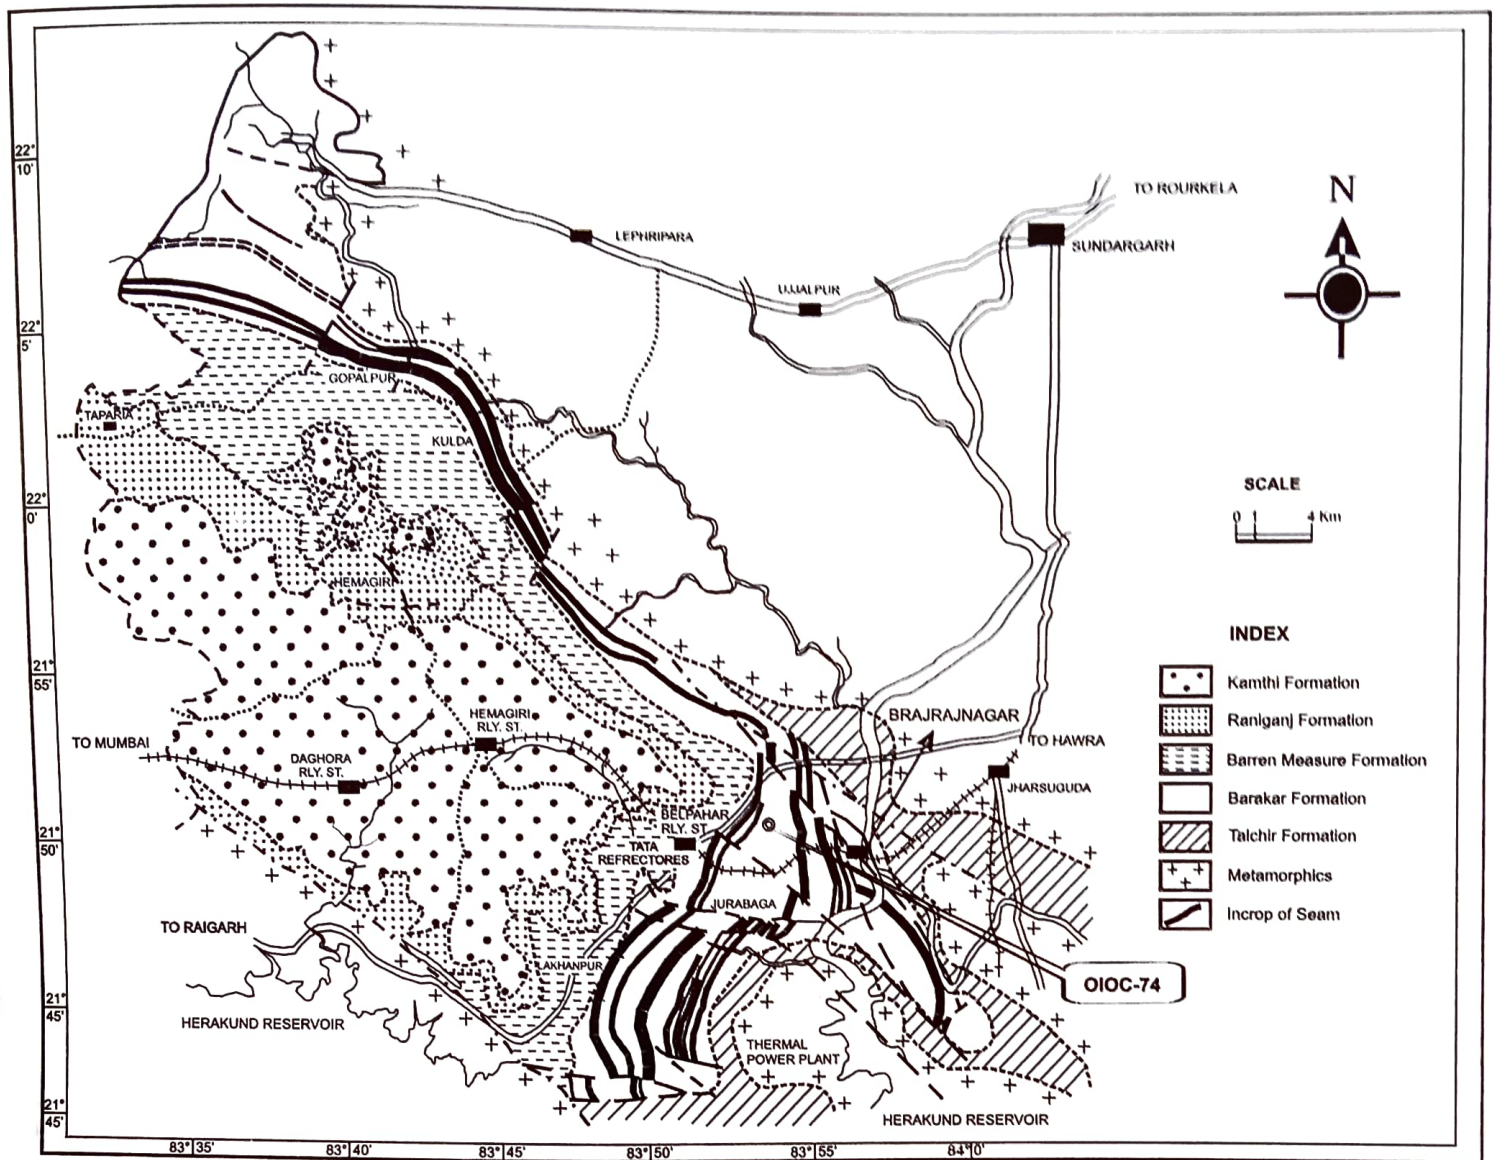 22°
10'
TO ROURKELA
N
LEPHRIPARA
SUNDARGARH
UJJALPUR
22°
5'
GOPALPUR
TAPARIA
KULDA
SCALE
0 1 4 Km
22°
0'
HEMAGIRI
INDEX
Kamthi Formation
Raniganj Formation
Barren Measure Formation
Barakar Formation
Talchir Formation
Metamorphics
Incrop of Seam
21°
55'
HEMAGIRI
RLY. ST.
BRAJRAJNAGAR
TO MUMBAI
TO HAWRA
DAGHORA
RLY. ST.
JHARSUGUDA
21°
50'
BELPAHAR
RLY. ST
TATA
REFRECTORES
JURABAGA
TO RAIGARH
LAKHANPUR
OIOC-74
21°
45'
HERAKUND RESERVOIR
THERMAL
POWER PLANT
HERAKUND RESERVOIR
21°
45'
83° 35' 83° 40' 83° 45' 83° 50' 83° 55' 84° 0'